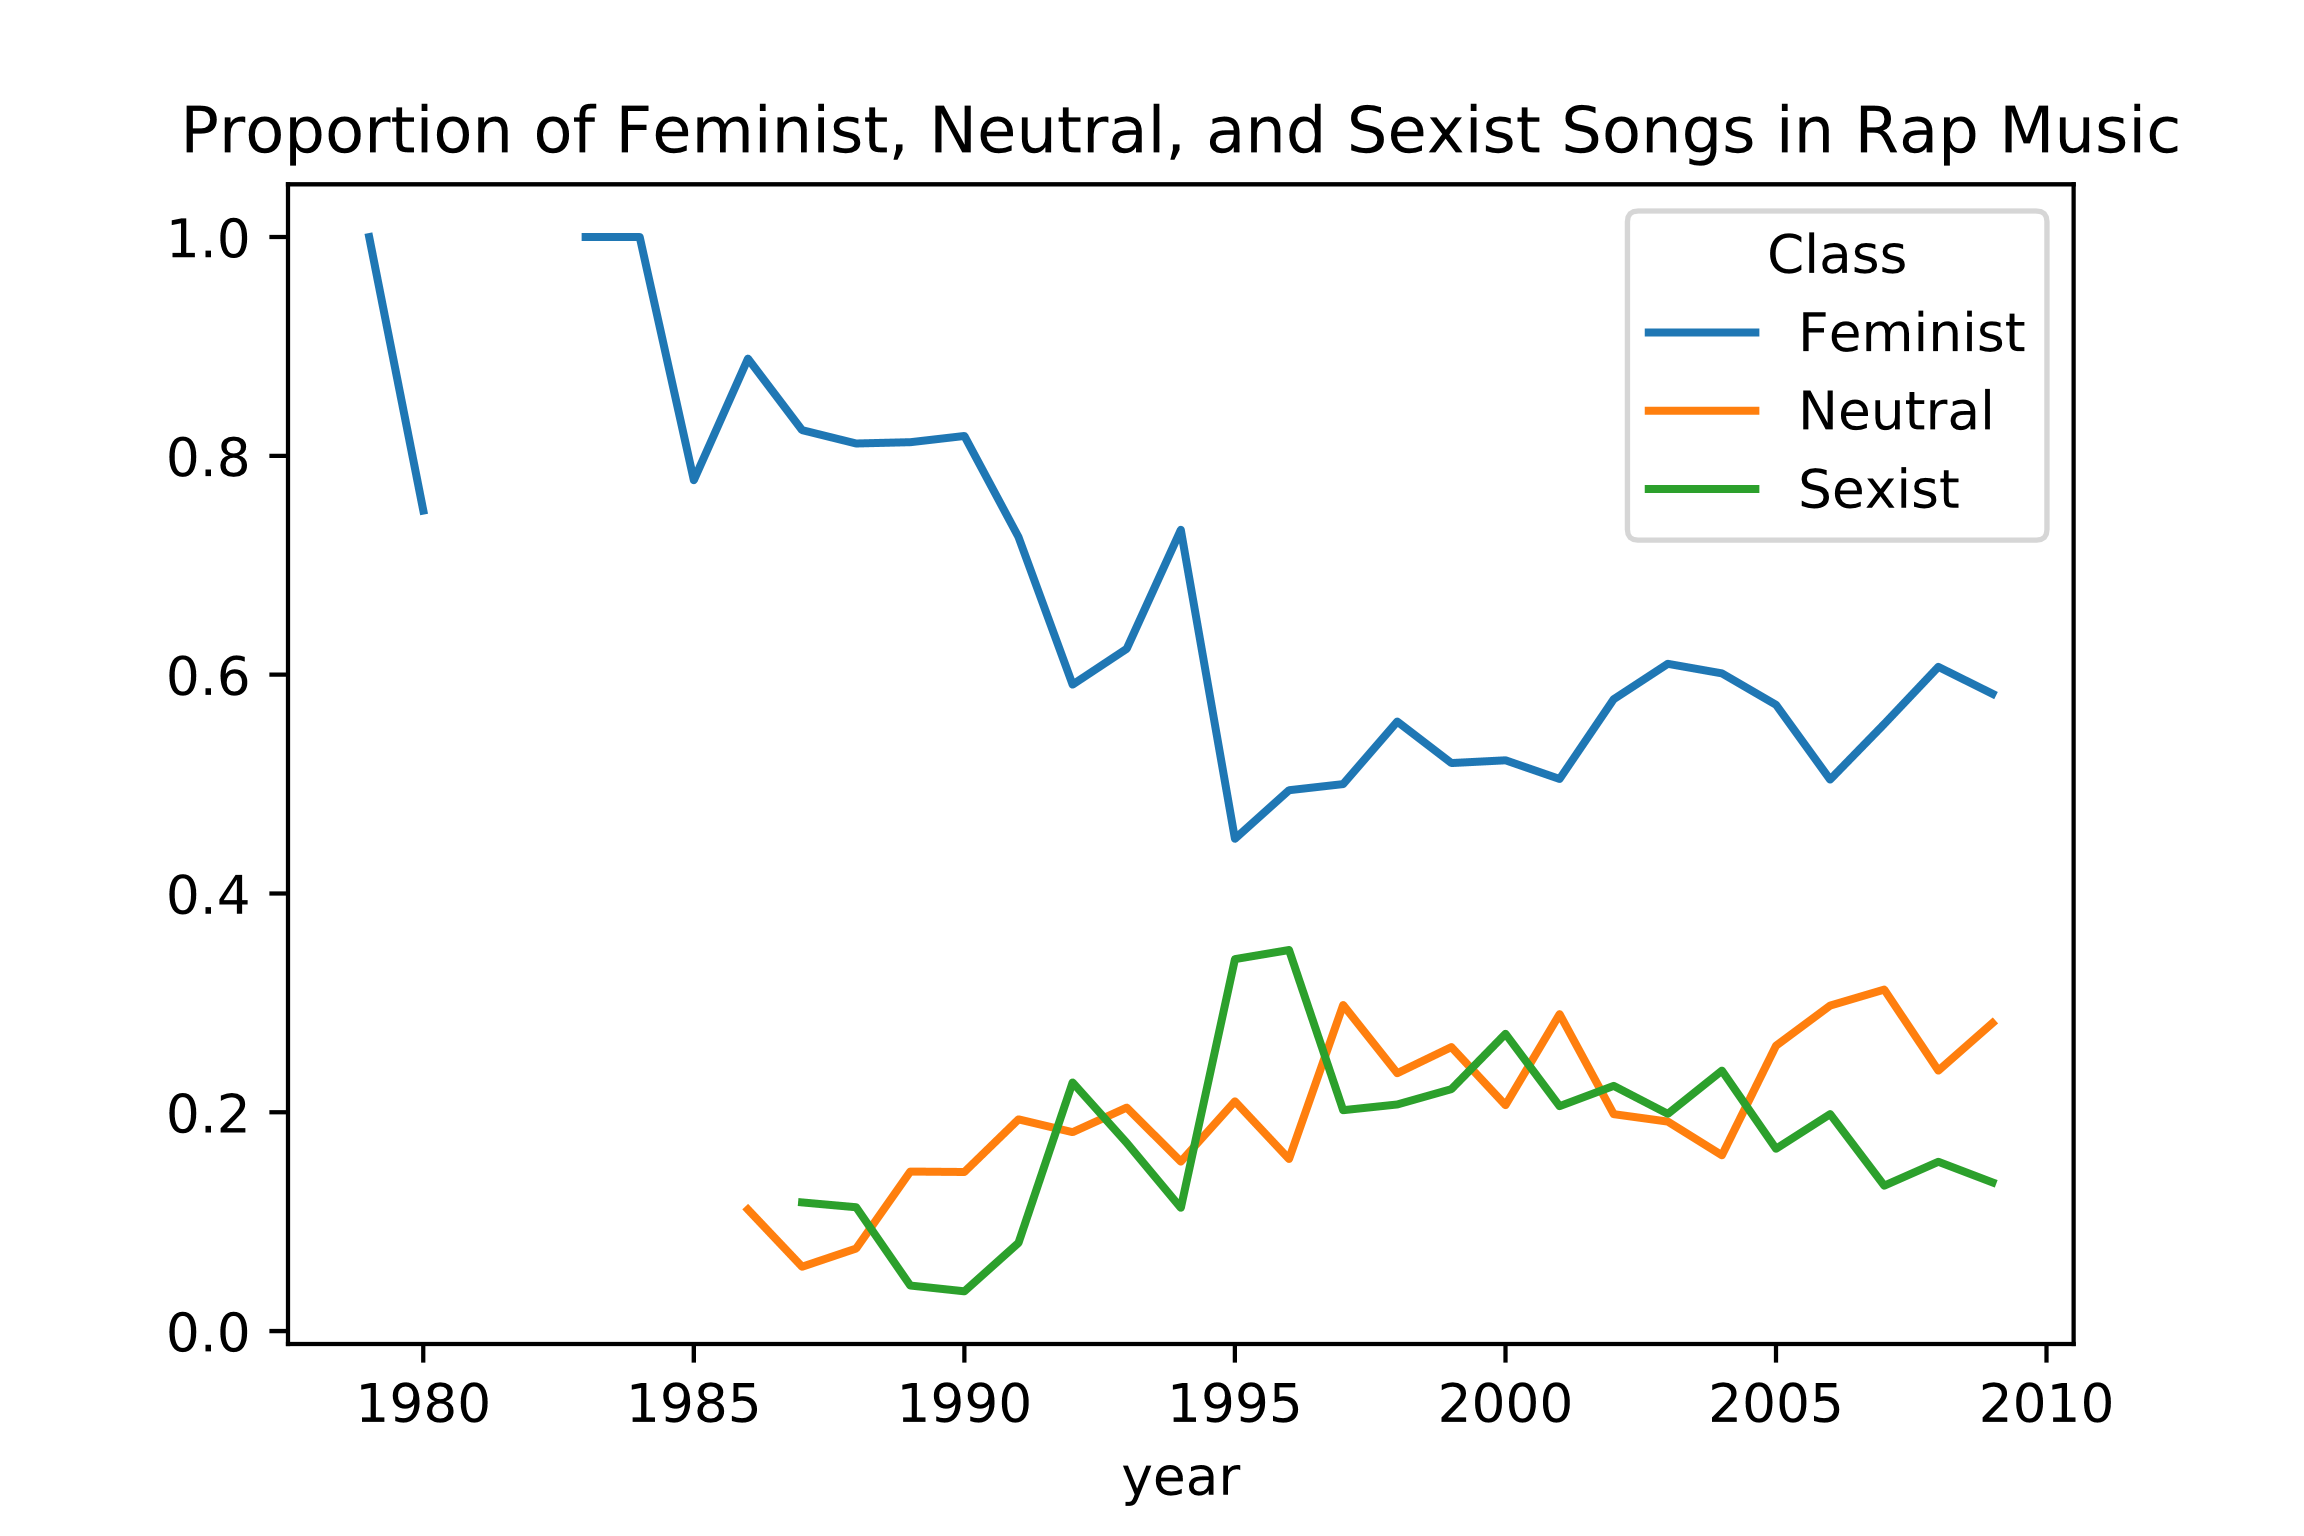 Proportion of Feminist, Neutral, and Sexist Songs in Rap Music
Class
Feminist
Neutral
Sexist
1.0
0.8
0.6
0.4
0.2
0.0
1980 1985 1990 1995 2000 2005 2010
year